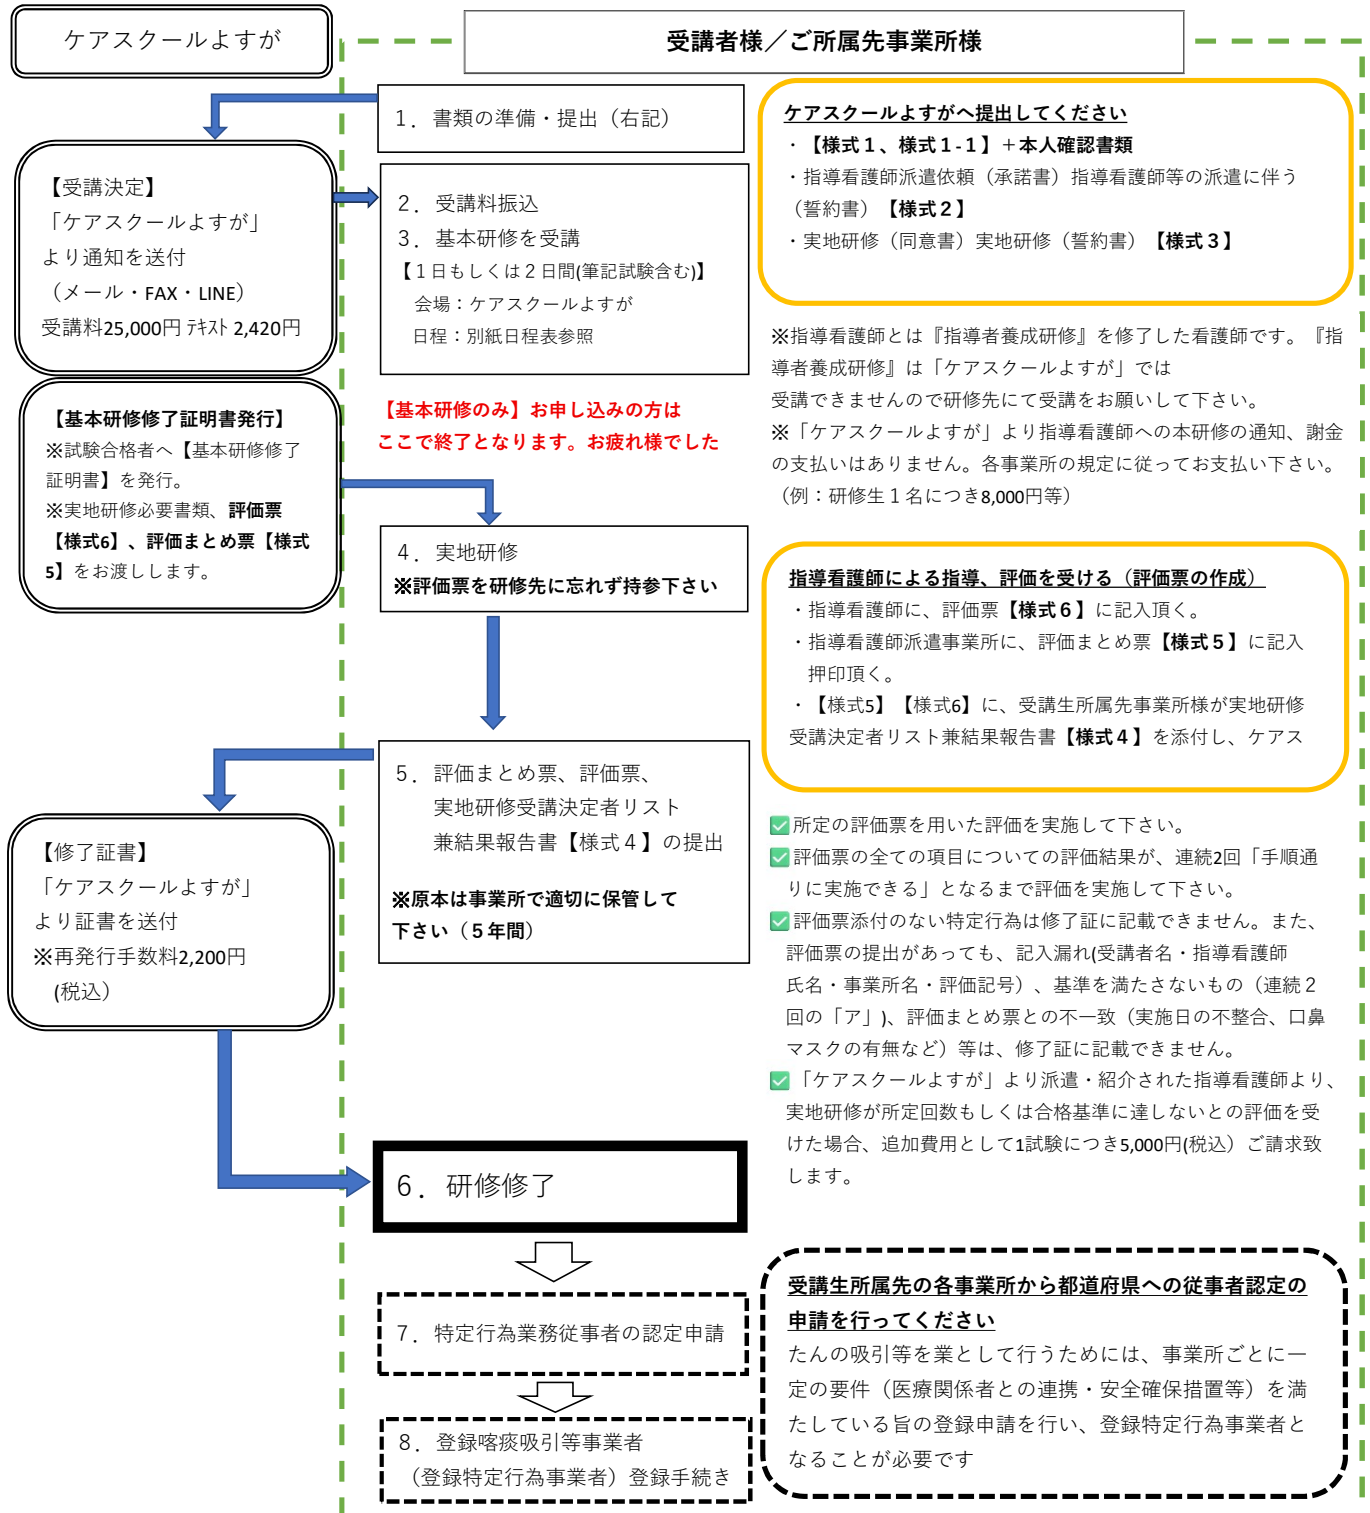 ケアスクールよすが
受講者様／ご所属先事業所様
1．書類の準備・提出（右記）
ケアスクールよすがへ提出してください
・【様式１、様式１-１】＋本人確認書類
・指導看護師派遣依頼（承諾書）指導看護師等の派遣に伴う
（誓約書）【様式２】
・実地研修（同意書）実地研修（誓約書）【様式３】
【受講決定】
「ケアスクールよすが」
より通知を送付
（メール・FAX・LINE）
受講料25,000円 ﾃｷｽﾄ 2,420円
2．受講料振込
3．基本研修を受講
【１日もしくは２日間(筆記試験含む)】
会場：ケアスクールよすが
日程：別紙日程表参照
※指導看護師とは『指導者養成研修』を修了した看護師です。『指
導者養成研修』は「ケアスクールよすが」では
受講できませんので研修先にて受講をお願いして下さい。
※「ケアスクールよすが」より指導看護師への本研修の通知、謝金
の支払いはありません。各事業所の規定に従ってお支払い下さい。
（例：研修生１名につき8,000円等）
【基本研修修了証明書発行】
※試験合格者へ【基本研修修了
証明書】を発行。
※実地研修必要書類、評価票
【様式6】、評価まとめ票【様式
5】をお渡しします。
【基本研修のみ】お申し込みの方は
ここで終了となります。お疲れ様でした
4．実地研修
※評価票を研修先に忘れず持参下さい
指導看護師による指導、評価を受ける（評価票の作成）
・指導看護師に、評価票【様式６】に記入頂く。
・指導看護師派遣事業所に、評価まとめ票【様式５】に記入
押印頂く。
・【様式5】【様式6】に、受講生所属先事業所様が実地研修
受講決定者リスト兼結果報告書【様式４】を添付し、ケアス
5．評価まとめ票、評価票、
実地研修受講決定者リスト
兼結果報告書【様式４】の提出
※原本は事業所で適切に保管して
下さい（５年間）
【修了証書】
「ケアスクールよすが」
より証書を送付
※再発行手数料2,200円
(税込）
✅所定の評価票を用いた評価を実施して下さい。
✅評価票の全ての項目についての評価結果が、連続2回「手順通
りに実施できる」となるまで評価を実施して下さい。
✅評価票添付のない特定行為は修了証に記載できません。また、
評価票の提出があっても、記入漏れ(受講者名・指導看護師
氏名・事業所名・評価記号）、基準を満たさないもの（連続２
回の「ア」)、評価まとめ票との不一致（実施日の不整合、口鼻
マスクの有無など）等は、修了証に記載できません。
✅「ケアスクールよすが」より派遣・紹介された指導看護師より、
実地研修が所定回数もしくは合格基準に達しないとの評価を受
けた場合、追加費用として1試験につき5,000円(税込）ご請求致
します。
6．研修修了
7．特定行為業務従事者の認定申請
8．登録喀痰吸引等事業者
（登録特定行為事業者）登録手続き
受講生所属先の各事業所から都道府県への従事者認定の
申請を行ってください
たんの吸引等を業として行うためには、事業所ごとに一
定の要件（医療関係者との連携・安全確保措置等）を満
たしている旨の登録申請を行い、登録特定行為事業者と
なることが必要です